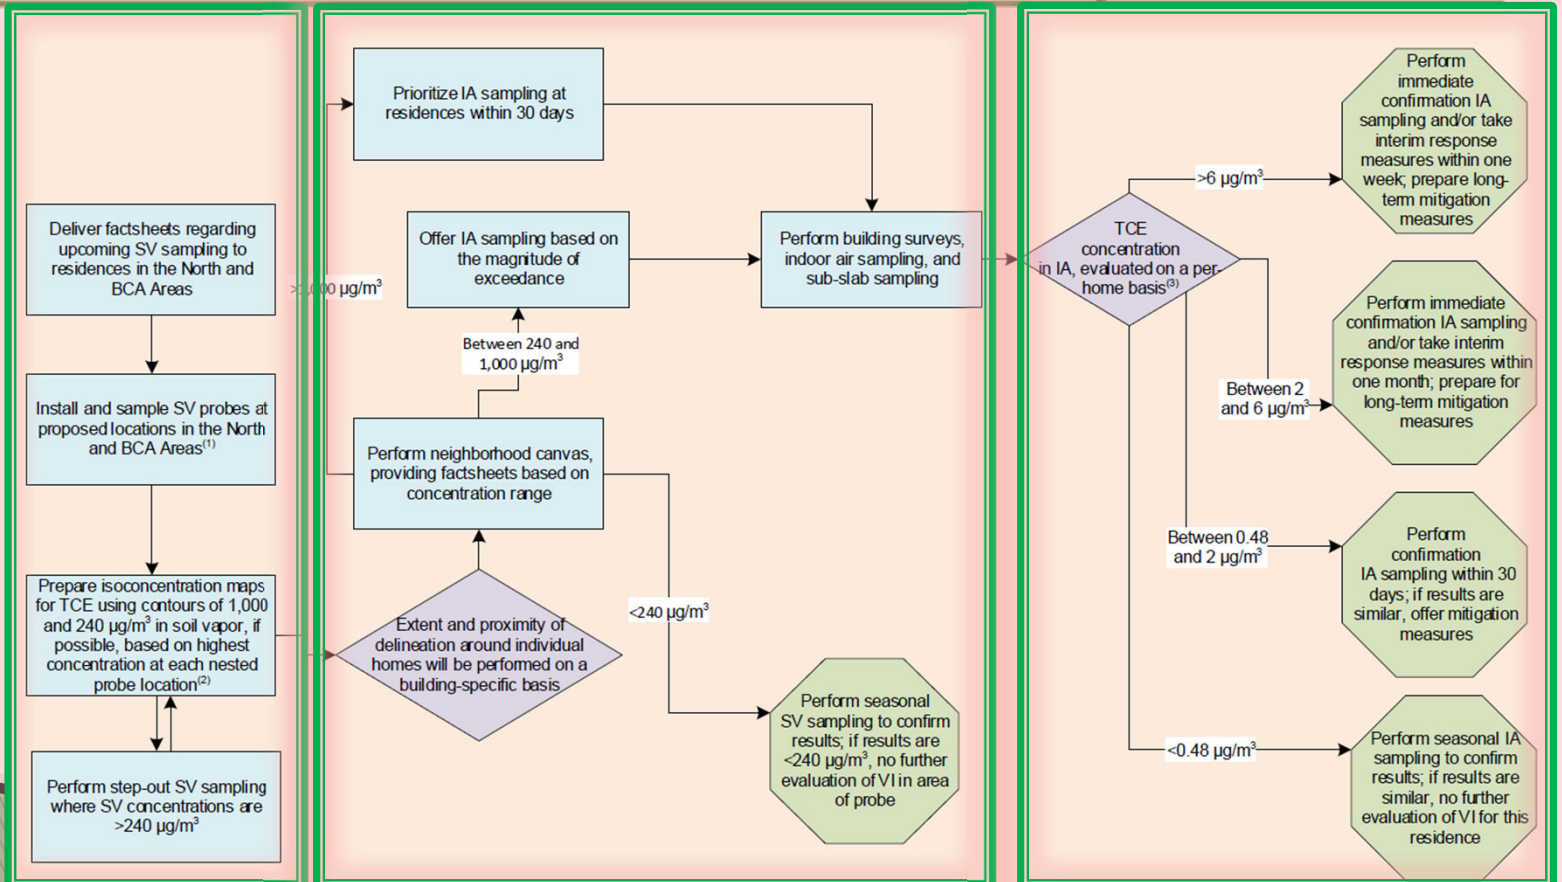 Deliver factsheets regarding
upcoming SV sampling to
residences in the North and
BCA Areas
Install and sample SV probes at
proposed locations in the North
and BCA Areas(1)
Prepare isoconcentration maps
for TCE using contours of 1,000
and 240 µg/m³ in soil vapor, if
possible, based on highest
concentration at each nested
probe location(2)
Perform step-out SV sampling
where SV concentrations are
>240 µg/m³
Prioritize IA sampling at
residences within 30 days
>1,000 µg/m³
Offer IA sampling based on
the magnitude of
exceedance
Perform building surveys,
indoor air sampling, and
sub-slab sampling
Between 240 and
1,000 µg/m³
Perform neighborhood canvas,
providing factsheets based on
concentration range
Extent and proximity of
delineation around individual
homes will be performed on a
building-specific basis
<240 µg/m³
Perform seasonal
SV sampling to confirm
results; if results are
<240 µg/m³, no further
evaluation of VI in area
of probe
TCE
concentration
in IA, evaluated on a per-
home basis(3)
>6 µg/m³
Perform
immediate
confirmation IA
sampling and/or take
interim response
measures within one
week; prepare long-
term mitigation
measures
Between 2
and 6 µg/m³
Perform immediate
confirmation IA sampling
and/or take interim
response measures within
one month; prepare for
long-term mitigation
measures
Between 0.48
and 2 µg/m³
Perform
confirmation
IA sampling within 30
days; if results are
similar, offer mitigation
measures
<0.48 µg/m³
Perform seasonal IA
sampling to confirm
results; if results are
similar, no further
evaluation of VI for this
residence